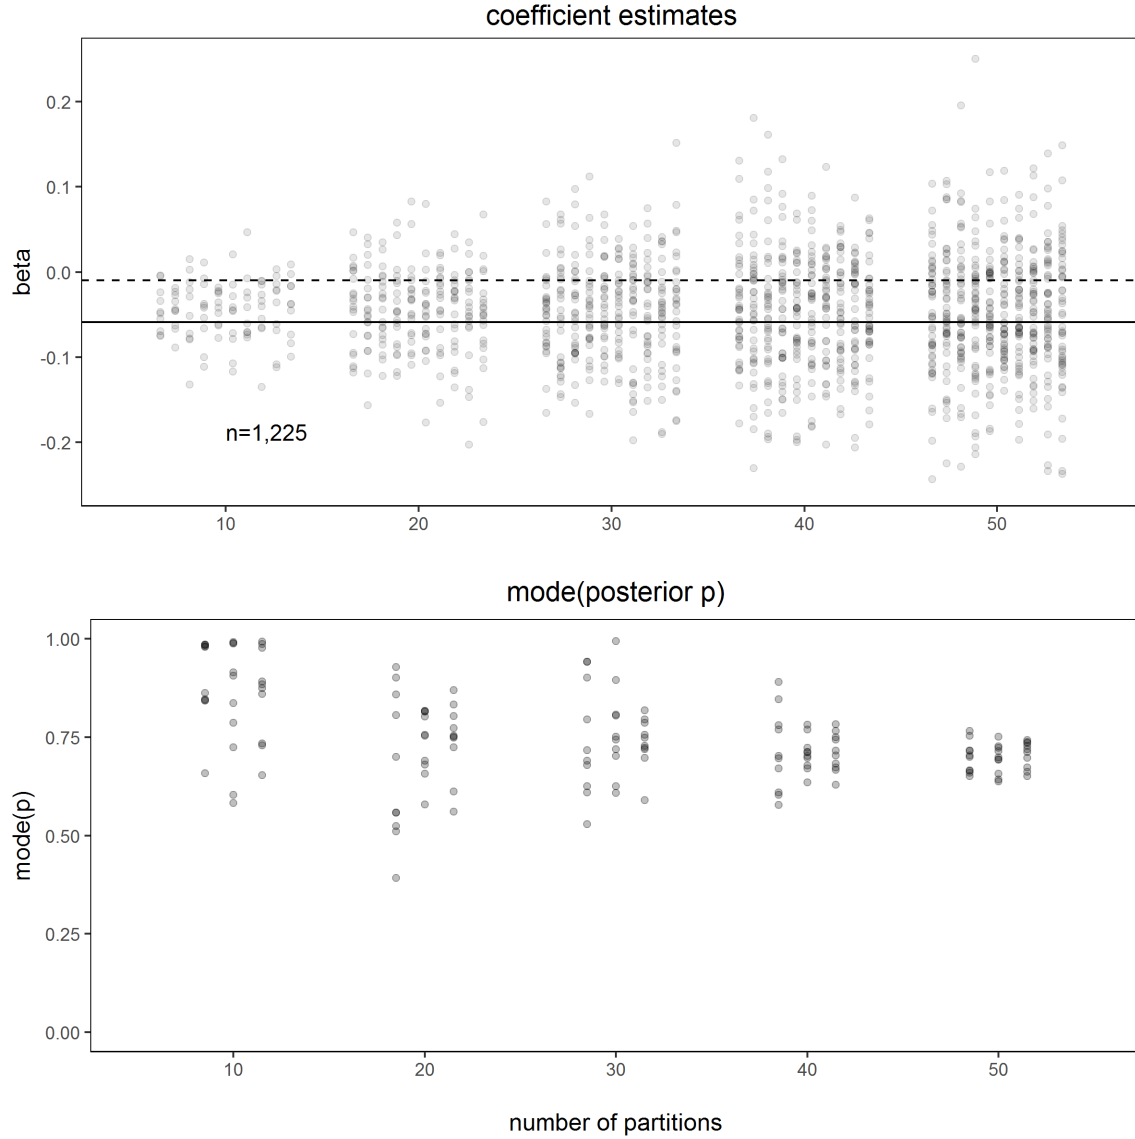 coefficient estimates
beta
0.2
0.1
0.0
-0.1
-0.2
n=1,225
10 20 30 40 50
mode(posterior p)
mode(p)
1.00
0.75
0.50
0.25
0.00
10 20 30 40 50
number of partitions